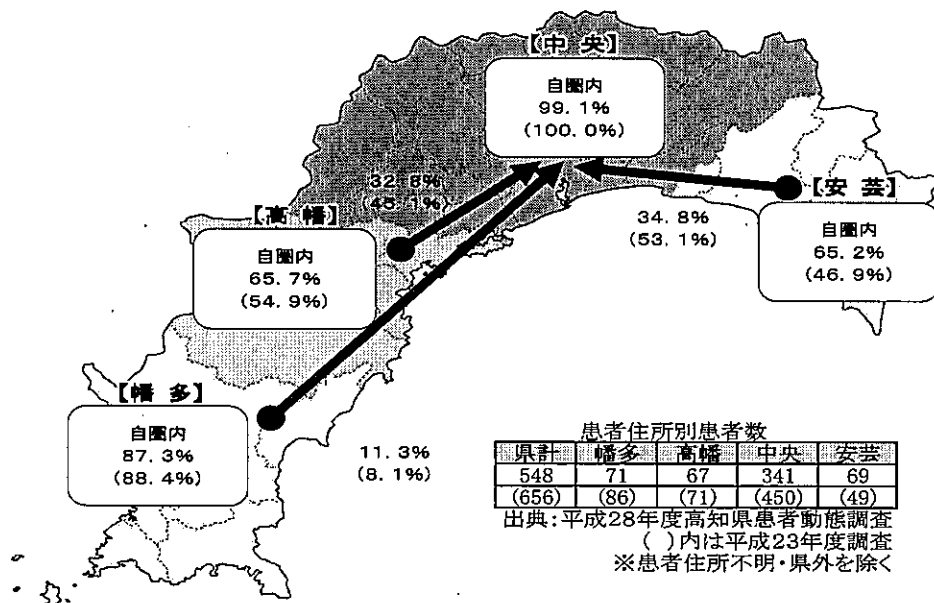 【中 央】
自圏内
99. 1%
(100. 0%)
32. 8%
(45. 1%)
【高 幡】
自圏内
65. 7%
(54. 9%)
【安 芸】
自圏内
65. 2%
(46. 9%)
34. 8%
(53. 1%)
【幡 多】
自圏内
87. 3%
(88. 4%)
11. 3%
(8. 1%)
患者住所別患者数
県計 幡多 高幡 中央 安芸
548 71 67 341 69
(656) (86) (71) (450) (49)
出典:平成28年度高知県患者動態調査
( )内は平成23年度調査
※患者住所不明・県外を除く